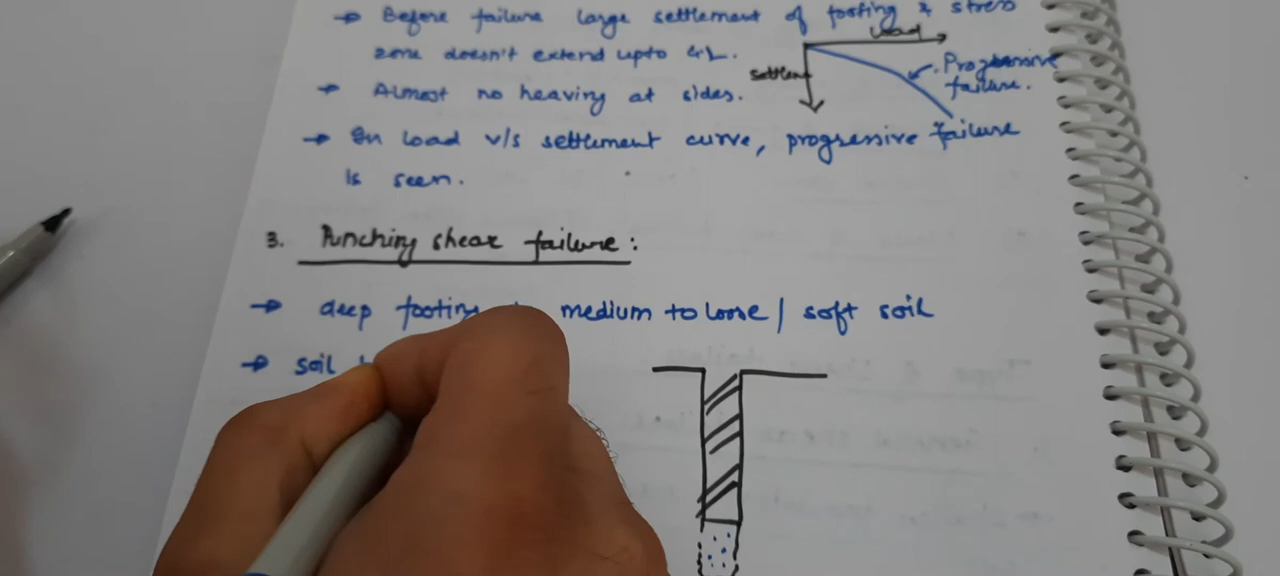 → Before failure large settlement of footing & stress
zone doesn't extend upto G.L.
Load
Settlem
Progressive
failure.
→ Almost no heaving at sides.
→ In load v/s settlement curve, progressive failure
is seen.
3. Punching shear failure:
→ deep footing medium to loose / soft soil
→ soil